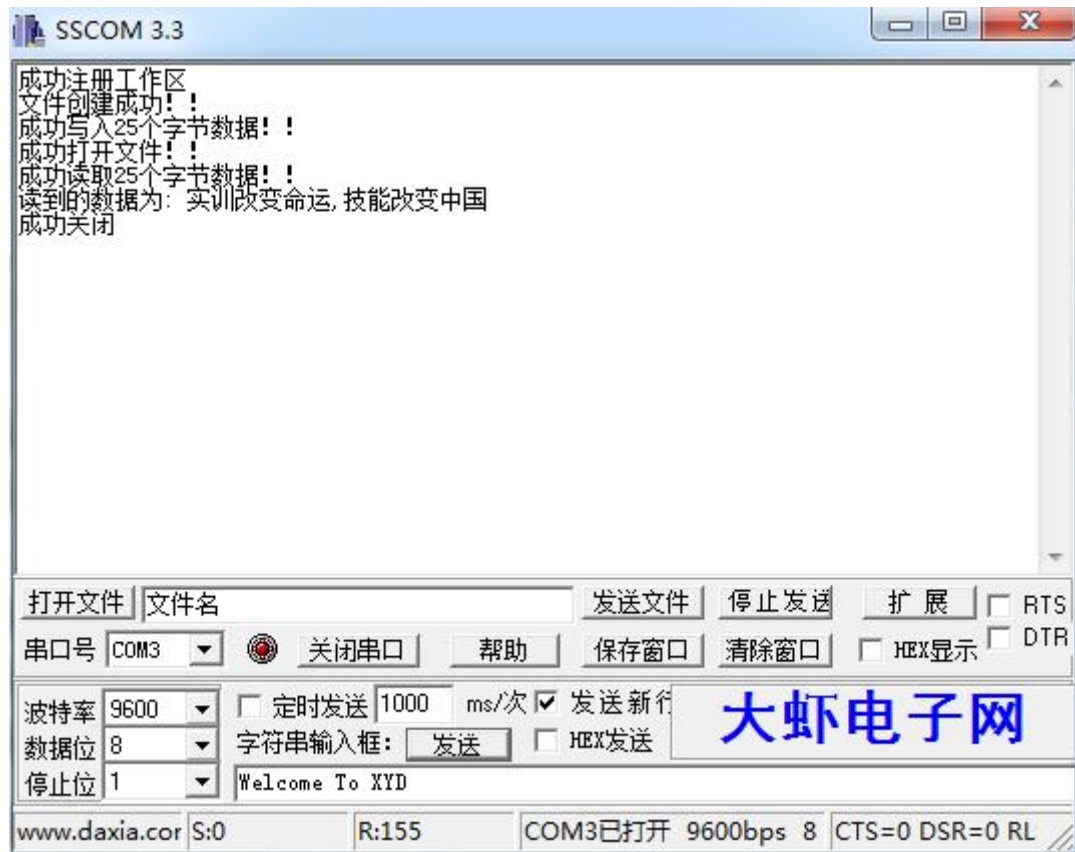 SSCOM 3.3
成功注册工作区
文件创建成功！！
成功写入25个字节数据！！
成功打开文件！！
成功读取25个字节数据！！
读到的数据为：实训改变命运,技能改变中国
成功关闭
打开文件 文件名 发送文件 停止发送 扩展 RTS
串口号 COM3 关闭串口 帮助 保存窗口 清除窗口 HEX显示 DTR
波特率 9600 定时发送 1000 ms/次 发送新行 大虾电子网
数据位 8 字符串输入框： 发送 HEX发送
停止位 1 Welcome To XYD
www.daxia.cor S:0 R:155 COM3已打开 9600bps 8 CTS=0 DSR=0 RL